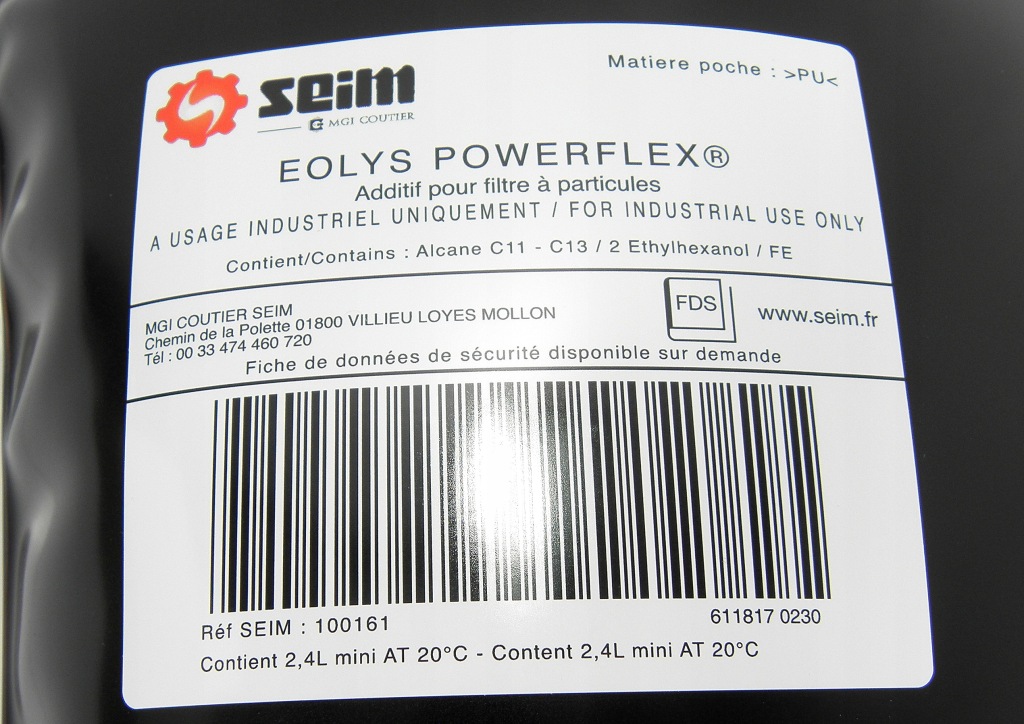 seim
MGI COUTIER
Matiere poche : >PU<
EOLYS POWERFLEX®
Additif pour filtre à particules
A USAGE INDUSTRIEL UNIQUEMENT / FOR INDUSTRIAL USE ONLY
Contient/Contains : Alcane C11 - C13 / 2 Ethylhexanol / FE
MGI COUTIER SEIM
Chemin de la Polette 01800 VILLIEU LOYES MOLLON
Tél : 00 33 474 460 720
FDS
www.seim.fr
Fiche de données de sécurité disponible sur demande
Réf SEIM : 100161
611817 0230
Contient 2,4L mini AT 20°C - Content 2,4L mini AT 20°C